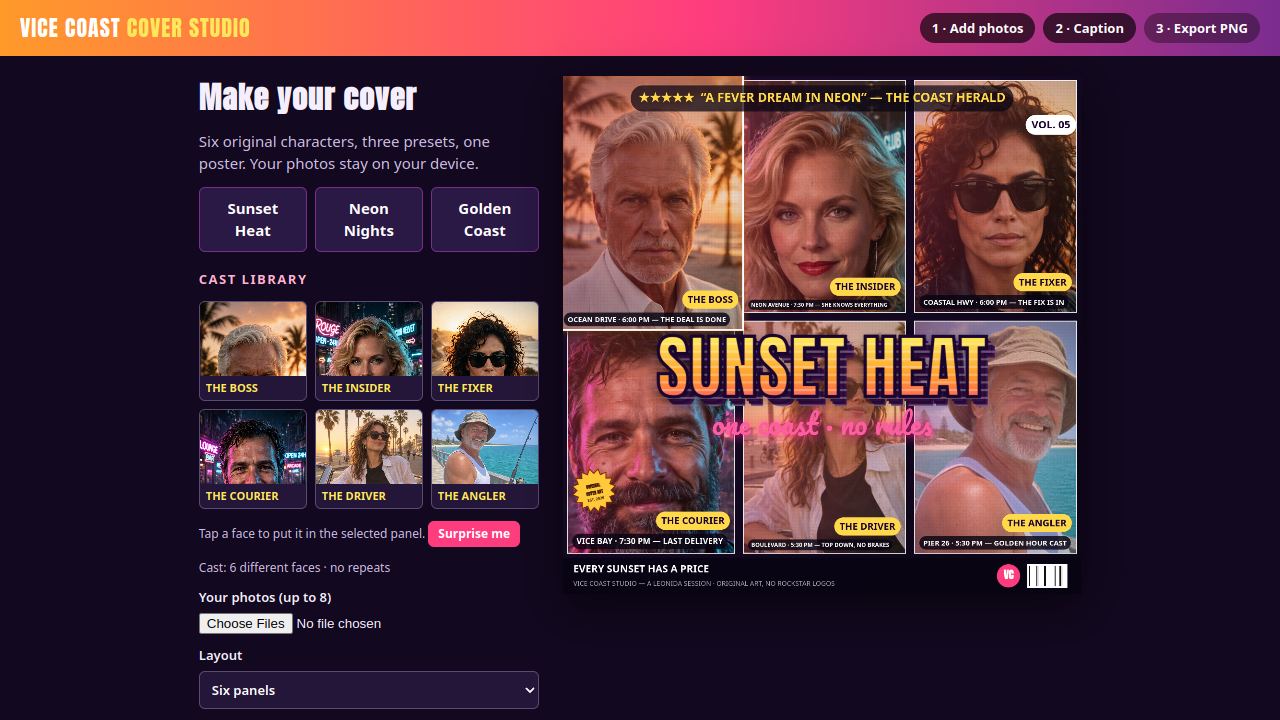 VICE COAST COVER STUDIO
1 · Add photos
2 · Caption
3 · Export PNG
Make your cover
Six original characters, three presets, one
poster. Your photos stay on your device.
Sunset
Heat
Neon
Nights
Golden
Coast
CAST LIBRARY
THE BOSS
THE INSIDER
THE FIXER
THE COURIER
THE DRIVER
THE ANGLER
Tap a face to put it in the selected panel.
Surprise me
Cast: 6 different faces · no repeats
Your photos (up to 8)
Choose Files
No file chosen
Layout
Six panels
★★★★★ “A FEVER DREAM IN NEON” — THE COAST HERALD
VOL. 05
THE BOSS
OCEAN DRIVE · 6:00 PM — THE DEAL IS DONE
THE INSIDER
NEON AVENUE · 7:30 PM — SHE KNOWS EVERYTHING
THE FIXER
COASTAL HWY · 6:00 PM — THE FIX IS IN
SUNSET HEAT
one coast · no rules
THE COURIER
VICE BAY · 7:30 PM — LAST DELIVERY
THE DRIVER
BOULEVARD · 5:30 PM — TOP DOWN, NO BRAKES
THE ANGLER
PIER 26 · 5:30 PM — GOLDEN HOUR CAST
EVERY SUNSET HAS A PRICE
VICE COAST STUDIO — A LEONIDA SESSION · ORIGINAL ART, NO ROCKSTAR LOGOS
VC